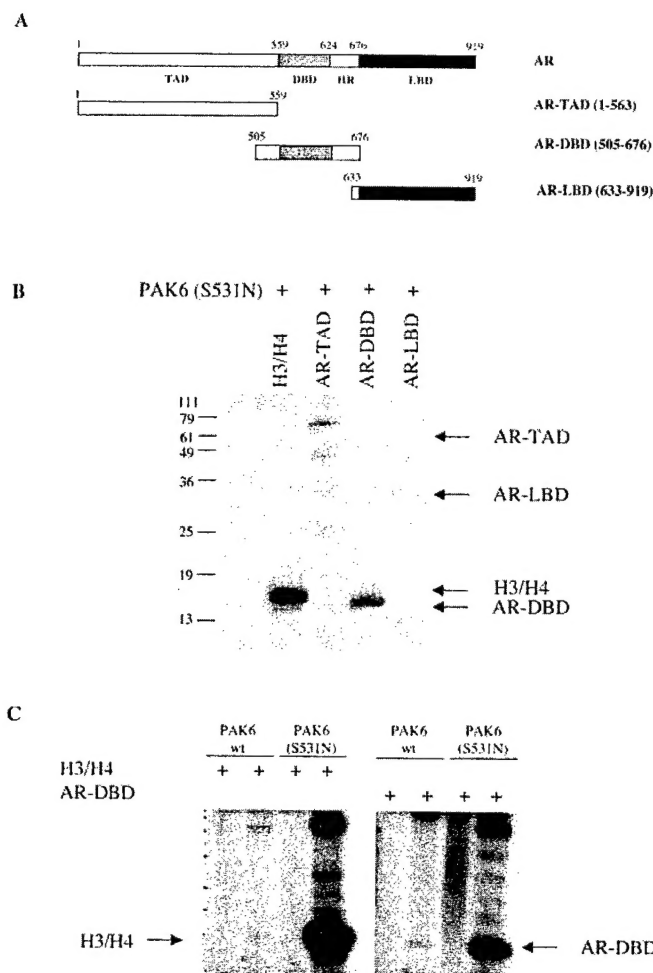 A
1 559 624 676 919
TAD DBD HR LBD AR
1 559
AR-TAD (1-563)
505 676
AR-DBD (505-676)
633 919
AR-LBD (633-919)
B
PAK6 (S531N) + + + +
H3/H4 AR-TAD AR-DBD AR-LBD
111
79
61
49
36
25
19
13
AR-TAD
AR-LBD
H3/H4
AR-DBD
C
PAK6 wt PAK6 (S531N) PAK6 wt PAK6 (S531N)
H3/H4 + + + +
AR-DBD + + + +
H3/H4
AR-DBD